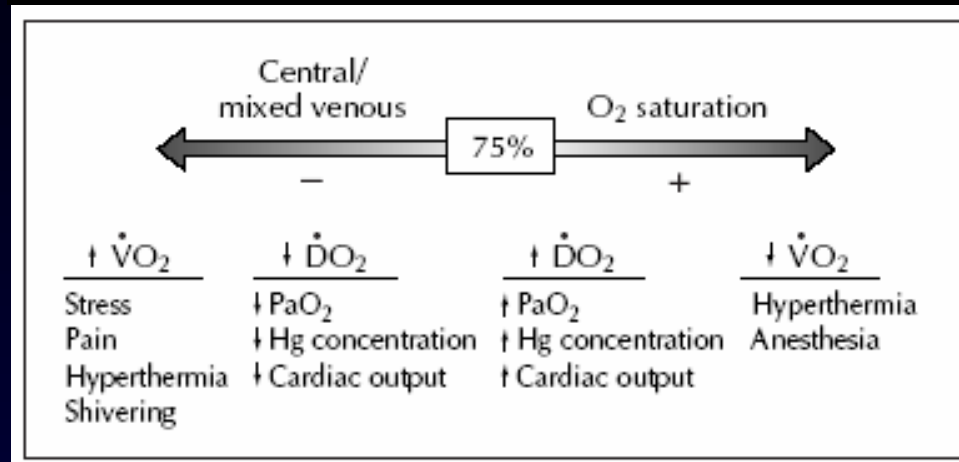 Central/
mixed venous
O₂ saturation
75%
−
+
↑ V̇O₂
Stress
Pain
Hyperthermia
Shivering
↓ ḊO₂
↓ PaO₂
↓ Hg concentration
↓ Cardiac output
↑ ḊO₂
↑ PaO₂
↑ Hg concentration
↑ Cardiac output
↓ V̇O₂
Hyperthermia
Anesthesia